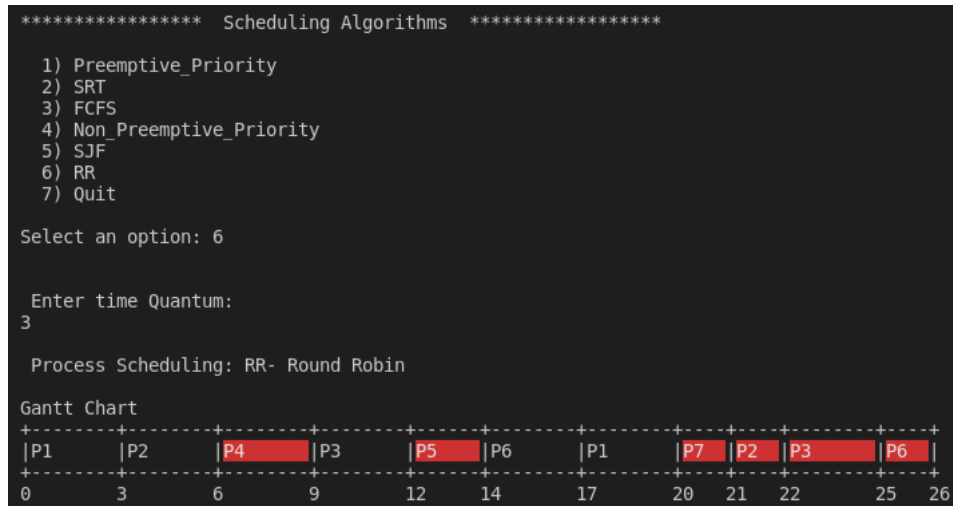 *****************  Scheduling Algorithms  ******************
1) Preemptive_Priority
2) SRT
3) FCFS
4) Non_Preemptive_Priority
5) SJF
6) RR
7) Quit
Select an option: 6
Enter time Quantum:
3
Process Scheduling: RR- Round Robin
Gantt Chart
+--------+--------+--------+--------+------+--------+--------+----+----+--------+----+
|P1      |P2      |P4      |P3      |P5    |P6      |P1      |P7  |P2  |P3      |P6  |
+--------+--------+--------+--------+------+--------+--------+----+----+--------+----+
0        3        6        9        12     14       17       20   21   22       25   26